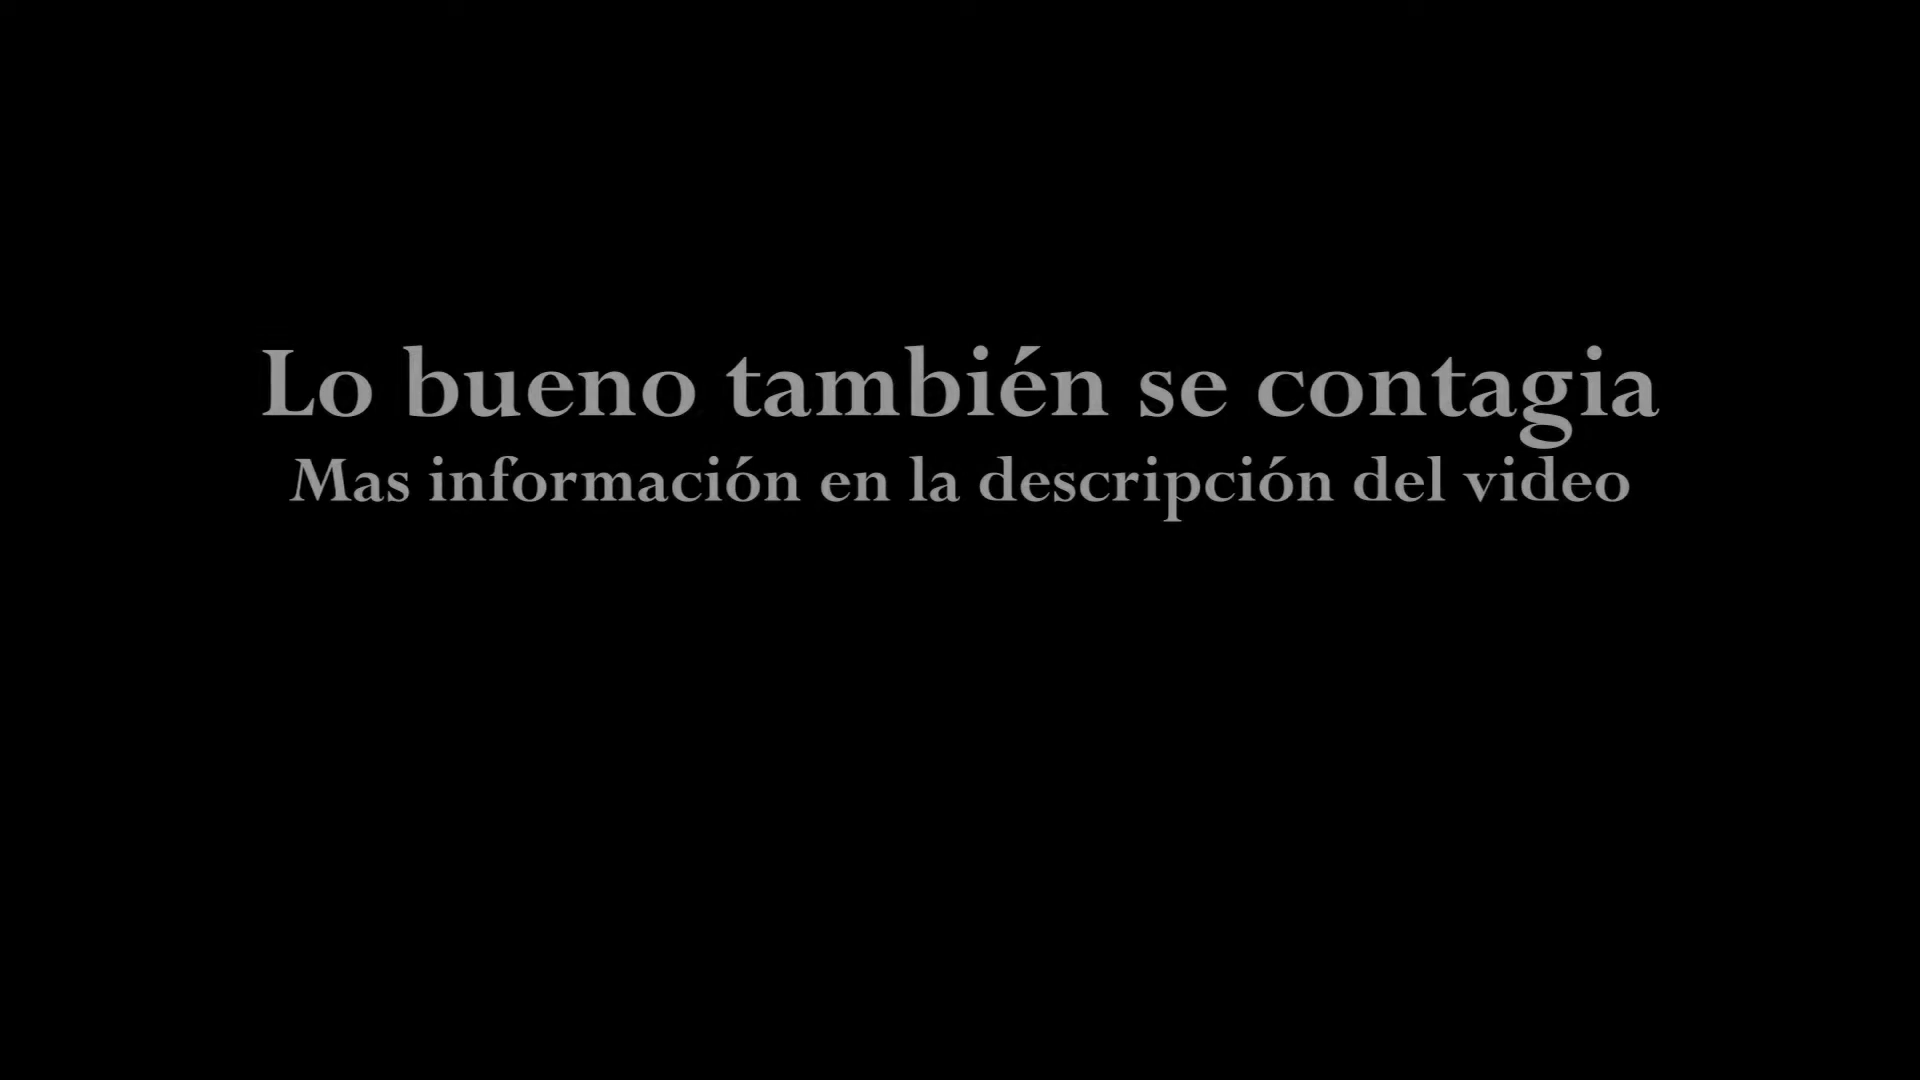 Lo bueno también se contagia
Mas información en la descripción del video